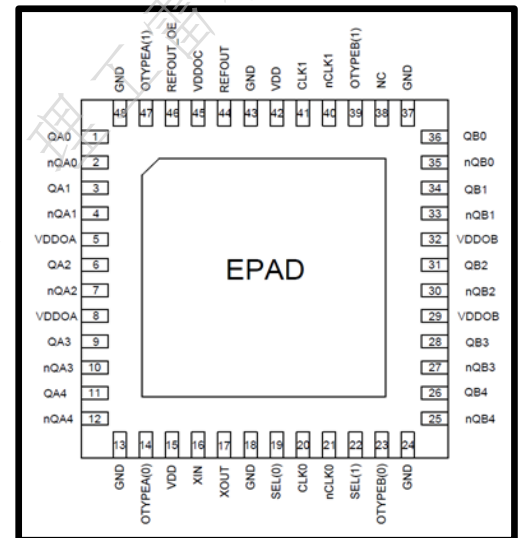 GND
OTYPEA(1)
REFOUT_OE
VDDOC
REFOUT
GND
VDD
CLK1
nCLK1
OTYPEB(1)
NC
GND
48 47 46 45 44 43 42 41 40 39 38 37
QA0 1 36 QB0
nQA0 2 35 nQB0
QA1 3 34 QB1
nQA1 4 33 nQB1
VDDOA 5 32 VDDOB
QA2 6 31 QB2
nQA2 7 30 nQB2
VDDOA 8 29 VDDOB
QA3 9 28 QB3
nQA3 10 27 nQB3
QA4 11 26 QB4
nQA4 12 25 nQB4
EPAD
13 14 15 16 17 18 19 20 21 22 23 24
GND
OTYPEA(0)
VDD
XIN
XOUT
GND
SEL(0)
CLK0
nCLK0
SEL(1)
OTYPEB(0)
GND
理工雷